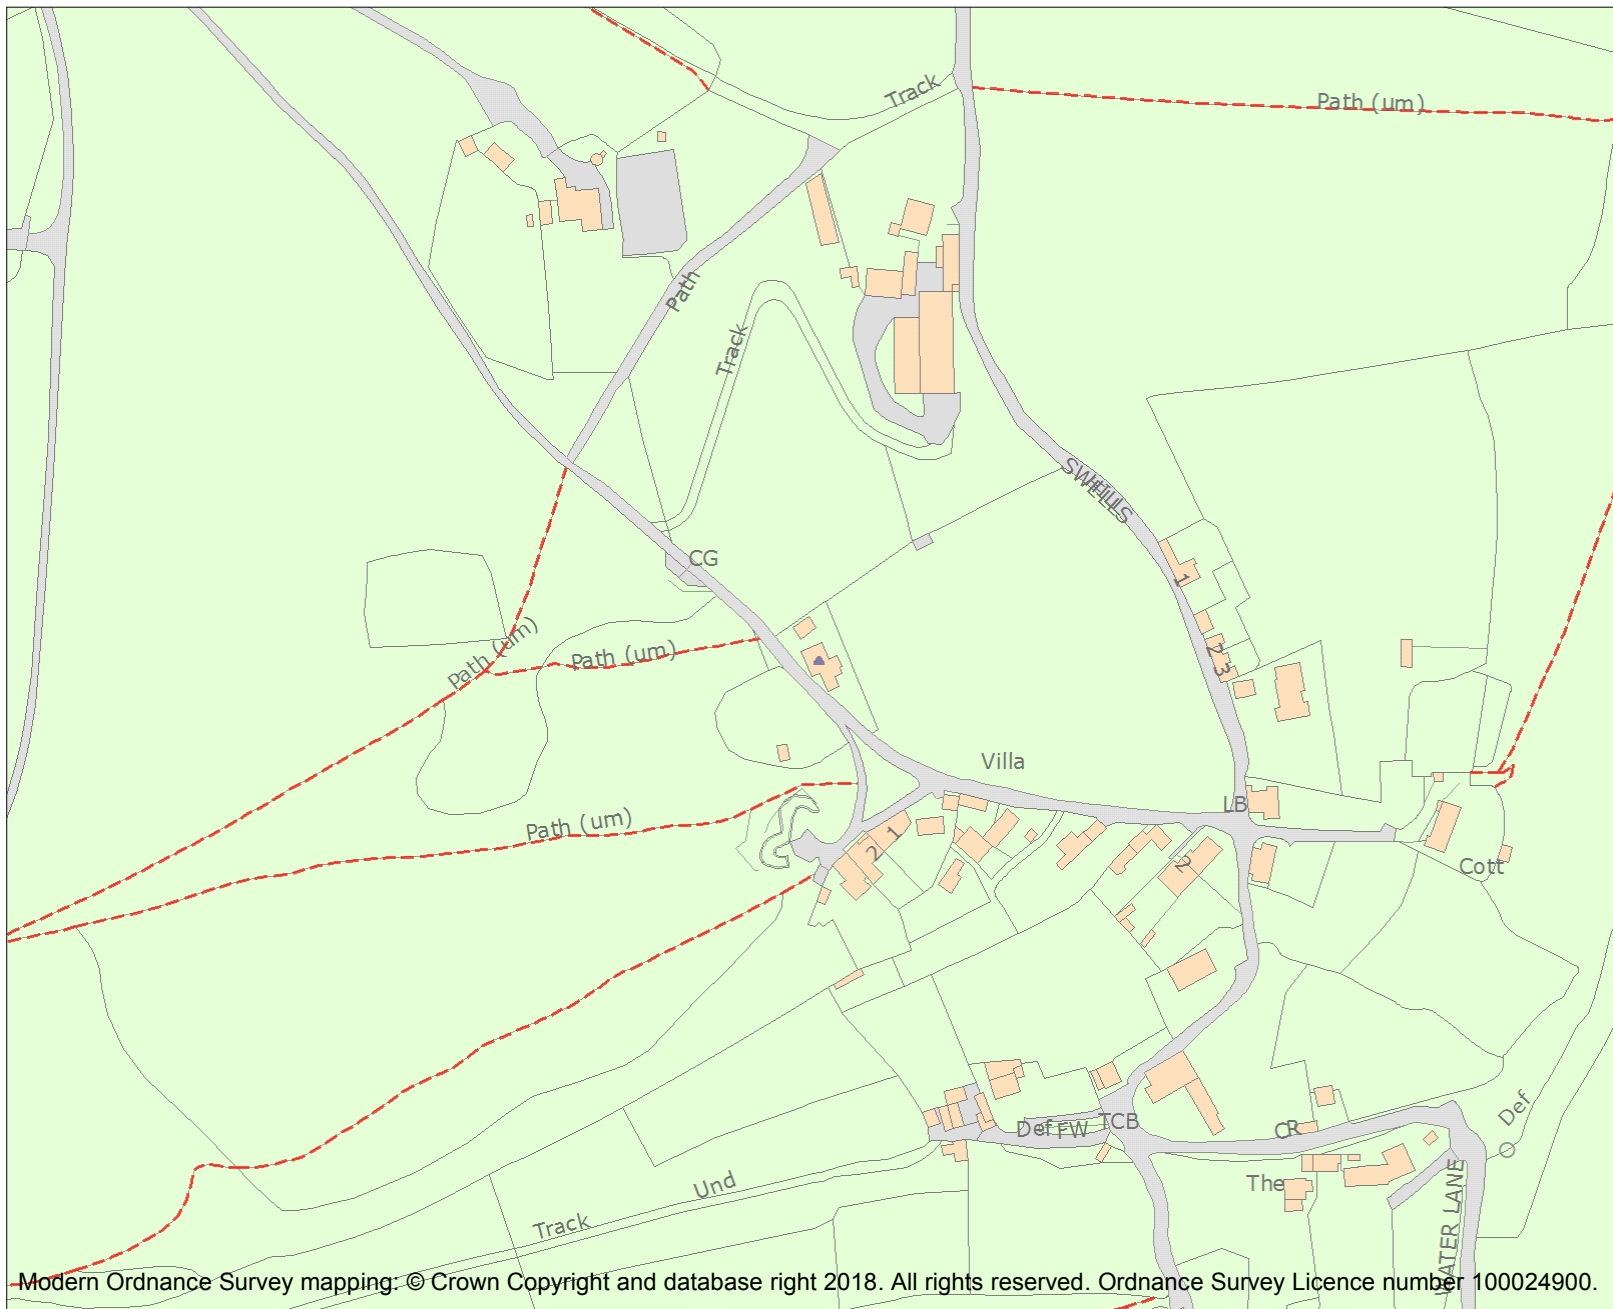 Track
Path (um)
Path
Track
SWELLS HILL
CG
1
Path (um)
Path (um)
2
3
Villa
LB
Path (um)
1
2
2
Cott
Def
FW
TCB
CR
Def
The
Und
Track
WATER LANE
Modern Ordnance Survey mapping: © Crown Copyright and database right 2018. All rights reserved. Ordnance Survey Licence number 100024900.